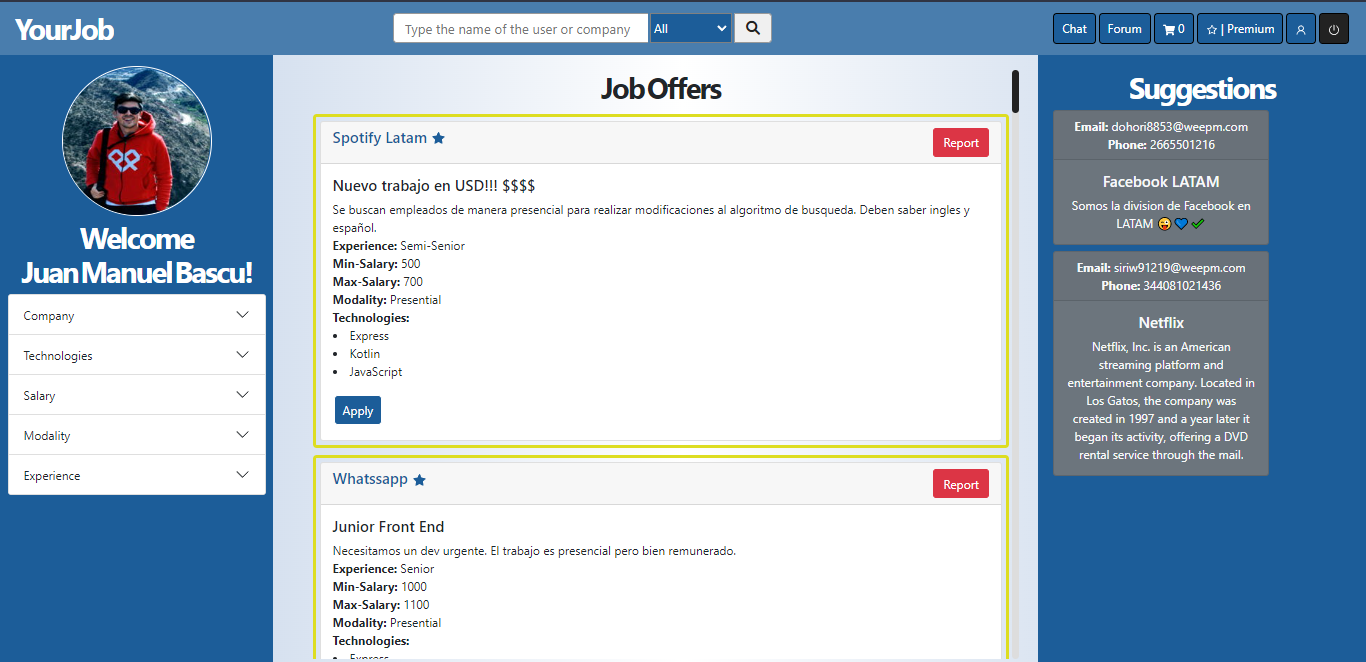 YourJob
Type the name of the user or company
All
Chat
Forum
0
| Premium
Welcome
Juan Manuel Bascu!
Company
Technologies
Salary
Modality
Experience
Job Offers
Spotify Latam
Report
Nuevo trabajo en USD!!! $$$$
Se buscan empleados de manera presencial para realizar modificaciones al algoritmo de busqueda. Deben saber ingles y
español.
Experience: Semi-Senior
Min-Salary: 500
Max-Salary: 700
Modality: Presential
Technologies:
• Express
• Kotlin
• JavaScript
Apply
Whatssapp
Report
Junior Front End
Necesitamos un dev urgente. El trabajo es presencial pero bien remunerado.
Experience: Senior
Min-Salary: 1000
Max-Salary: 1100
Modality: Presential
Technologies:
• Express
Suggestions
Email: dohori8853@weepm.com
Phone: 2665501216
Facebook LATAM
Somos la division de Facebook en
LATAM 😜💙✔
Email: siriw91219@weepm.com
Phone: 344081021436
Netflix
Netflix, Inc. is an American
streaming platform and
entertainment company. Located in
Los Gatos, the company was
created in 1997 and a year later it
began its activity, offering a DVD
rental service through the mail.